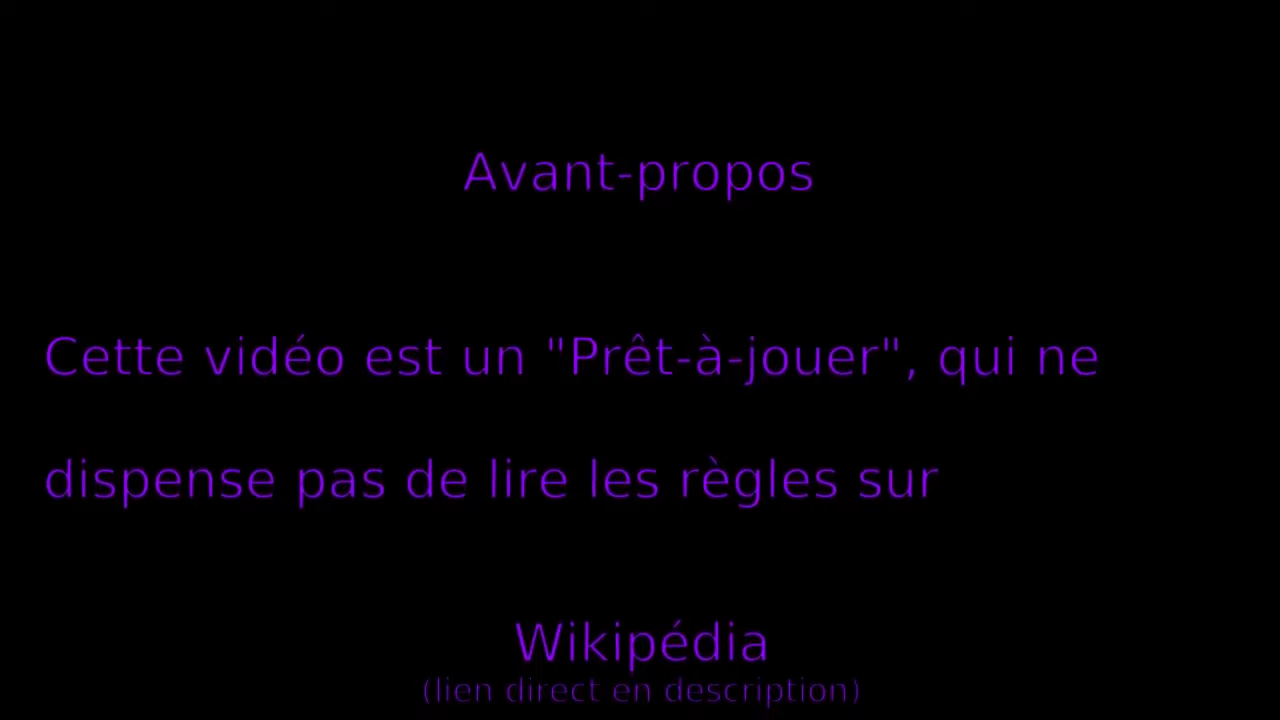 Avant-propos
Cette vidéo est un "Prêt-à-jouer", qui ne
dispense pas de lire les règles sur
Wikipédia
(lien direct en description)